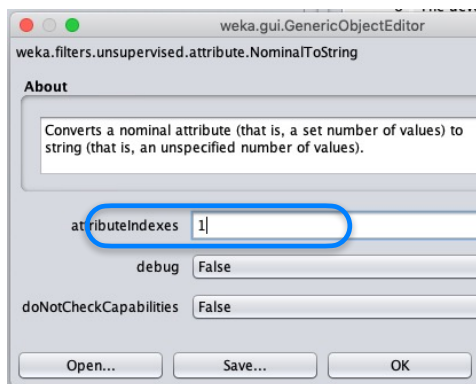 weka.gui.GenericObjectEditor
weka.filters.unsupervised.attribute.NominalToString
About
Converts a nominal attribute (that is, a set number of values) to
string (that is, an unspecified number of values).
attributeIndexes 1
debug False
doNotCheckCapabilities False
Open... Save... OK